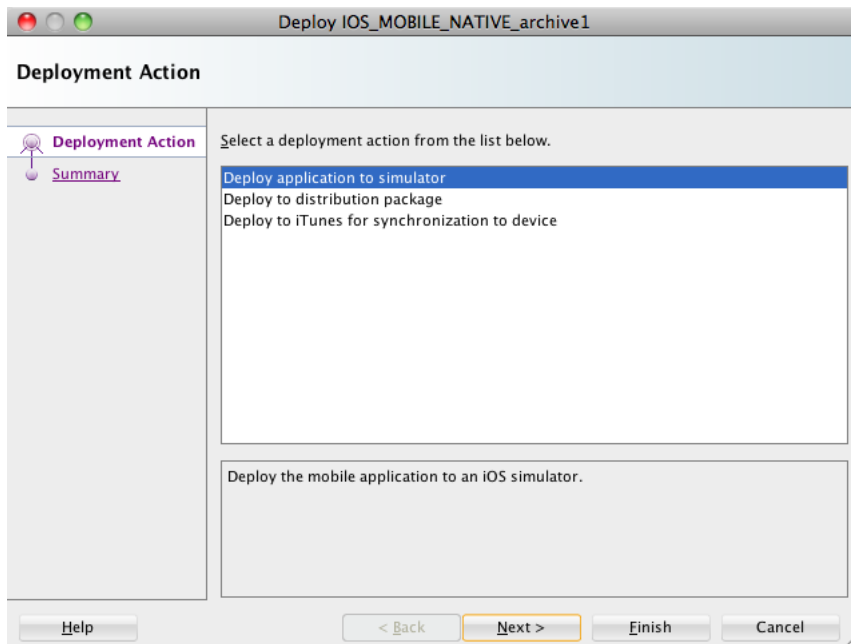 Deploy IOS_MOBILE_NATIVE_archive1
Deployment Action
Deployment Action
Summary
Select a deployment action from the list below.
Deploy application to simulator
Deploy to distribution package
Deploy to iTunes for synchronization to device
Deploy the mobile application to an iOS simulator.
Help
< Back
Next >
Finish
Cancel